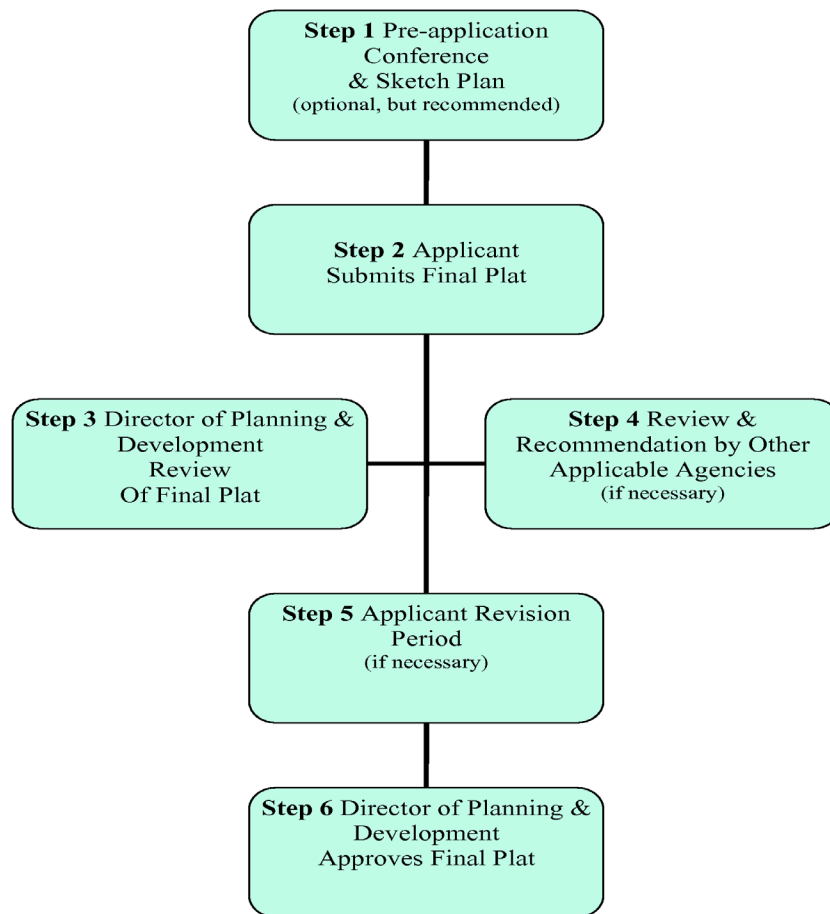 Step 1 Pre-application
Conference
& Sketch Plan
(optional, but recommended)
Step 2 Applicant
Submits Final Plat
Step 3 Director of Planning &
Development
Review
Of Final Plat
Step 4 Review &
Recommendation by Other
Applicable Agencies
(if necessary)
Step 5 Applicant Revision
Period
(if necessary)
Step 6 Director of Planning &
Development
Approves Final Plat